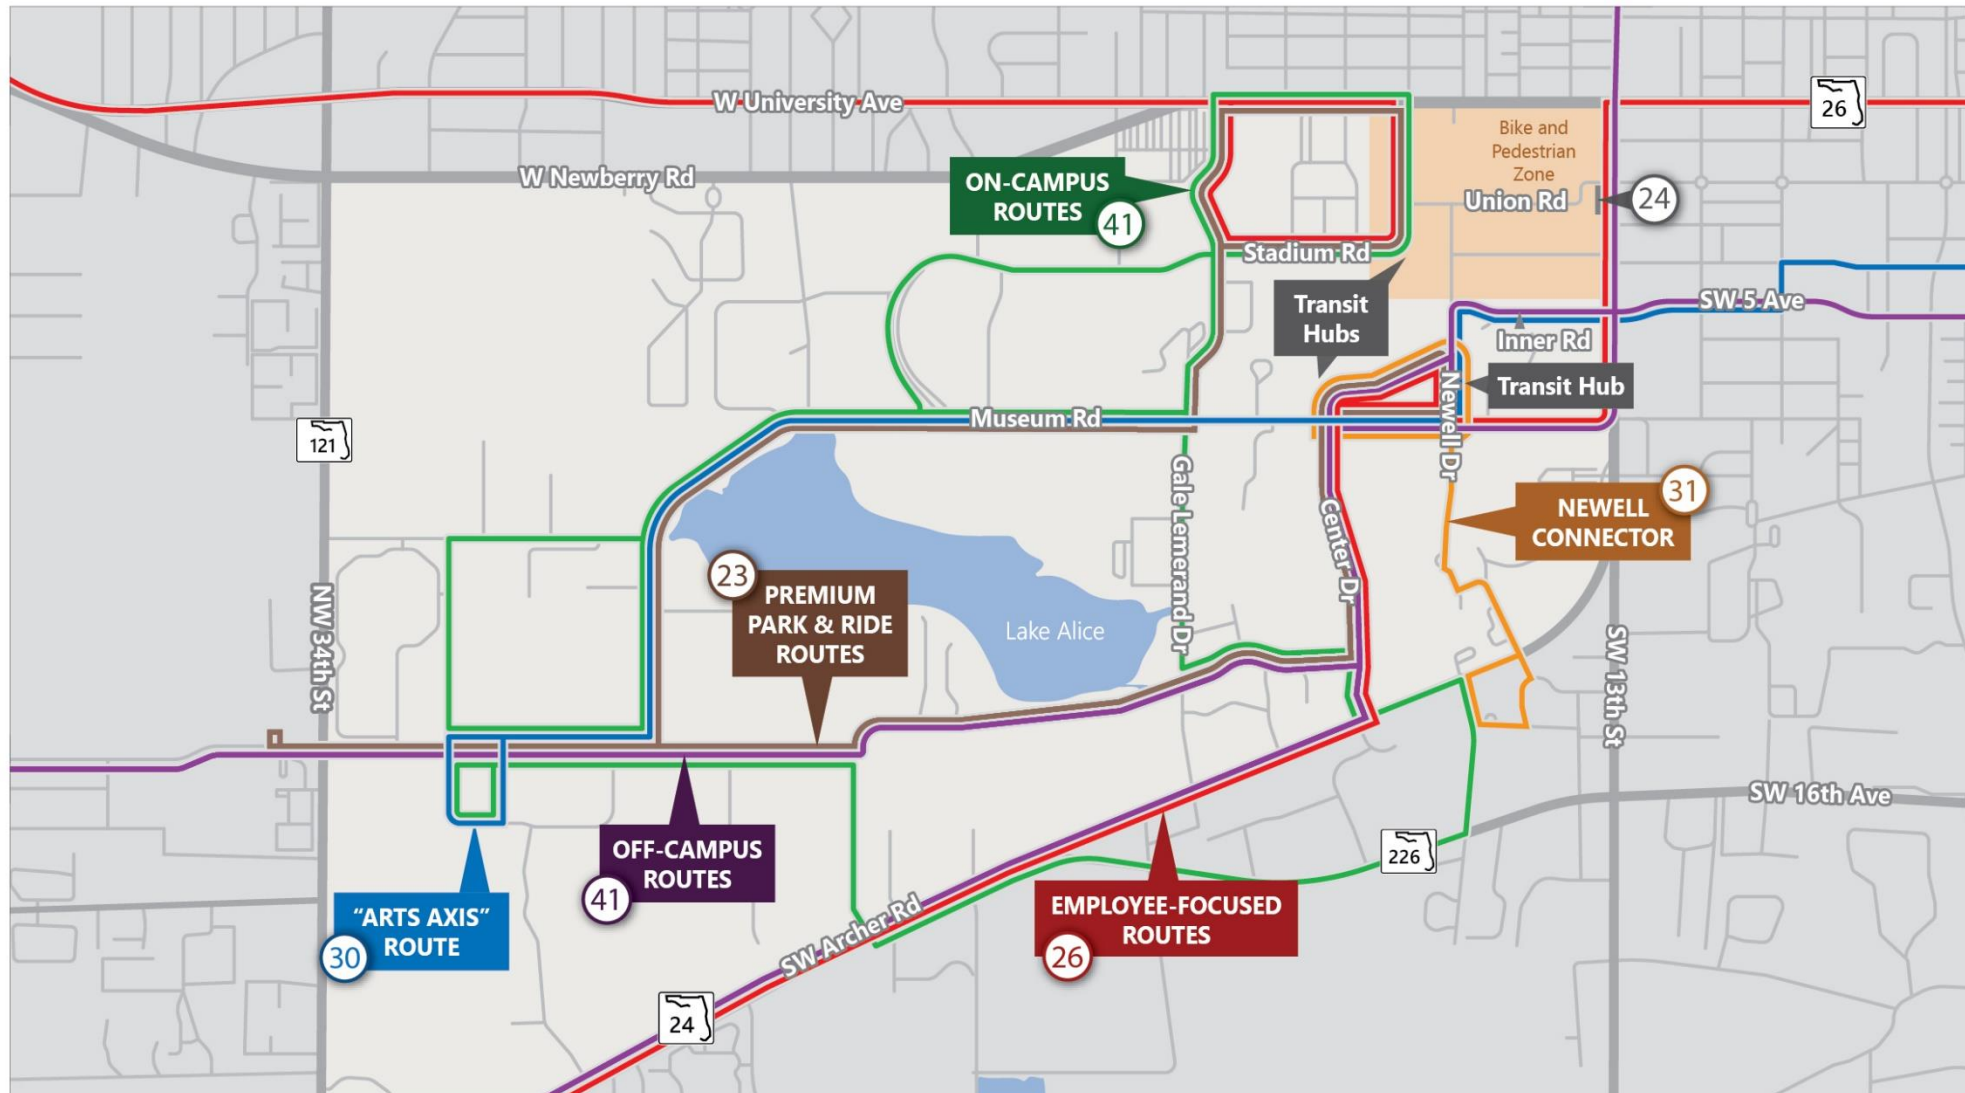 W University Ave
26
Bike and
Pedestrian
Zone
W Newberry Rd
ON-CAMPUS
ROUTES
41
Union Rd
24
Stadium Rd
Transit
Hubs
SW 5 Ave
Inner Rd
Transit Hub
Newell Dr
Museum Rd
121
Gale Lemerand Dr
Center Dr
31
NEWELL
CONNECTOR
23
PREMIUM
PARK & RIDE
ROUTES
Lake Alice
NW 34th St
SW 13th St
SW 16th Ave
OFF-CAMPUS
ROUTES
41
226
"ARTS AXIS"
ROUTE
30
SW Archer Rd
EMPLOYEE-FOCUSED
ROUTES
26
24